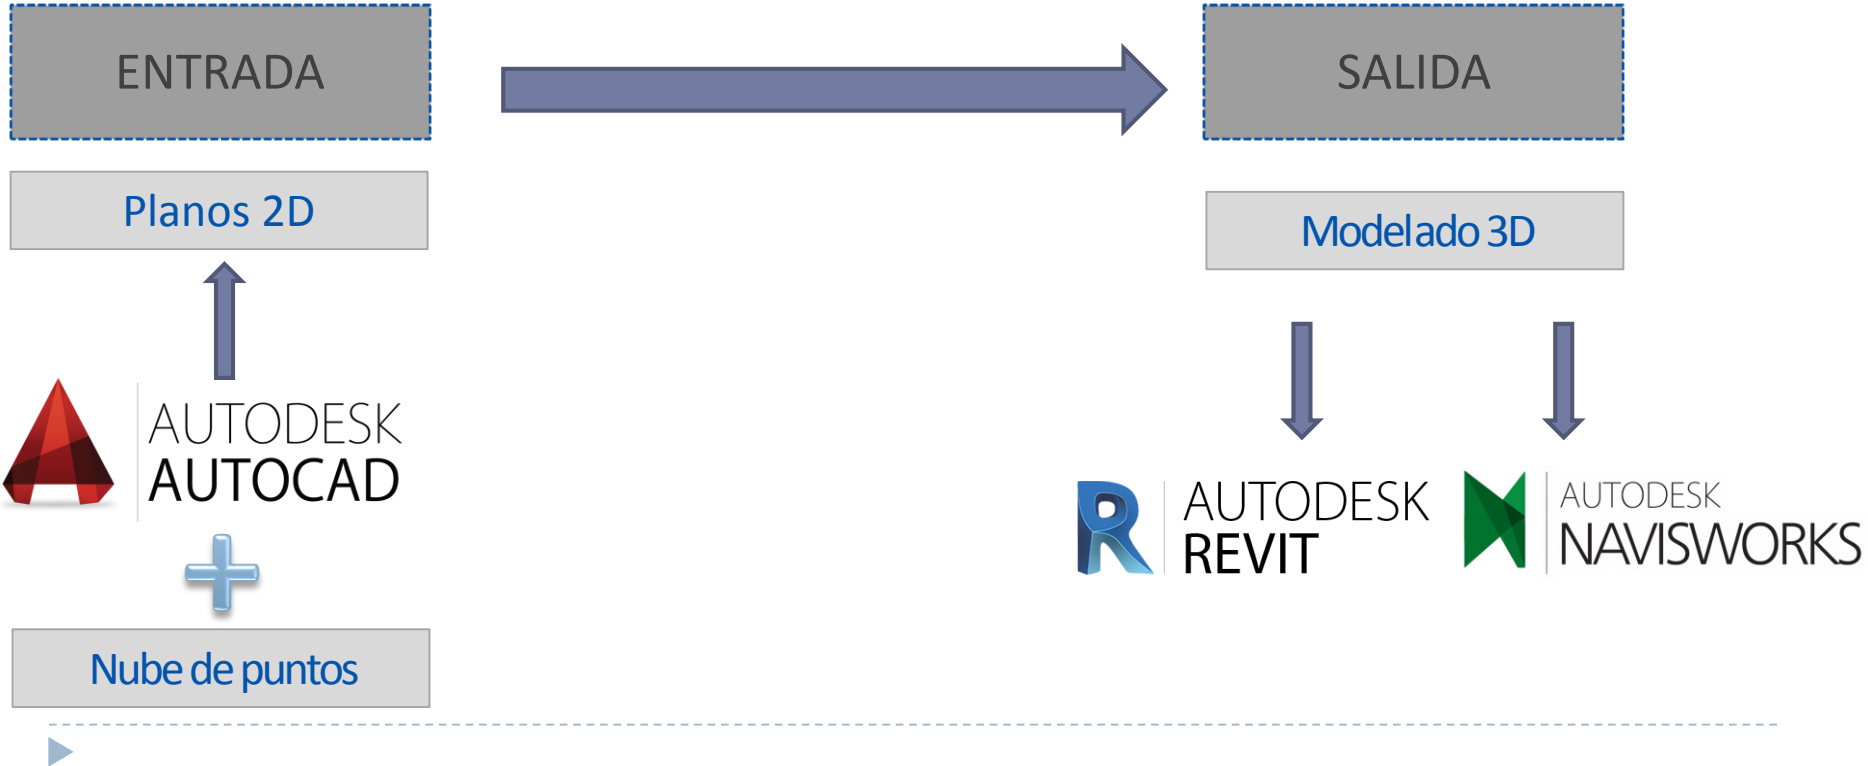 ENTRADA
SALIDA
Planos 2D
Modelado 3D
AUTODESK
AUTOCAD
AUTODESK
REVIT
AUTODESK
NAVISWORKS
Nube de puntos